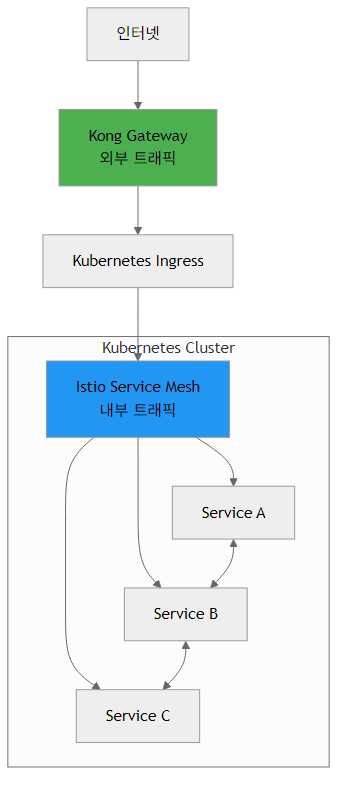 인터넷
Kong Gateway
외부 트래픽
Kubernetes Ingress
Kubernetes Cluster
Istio Service Mesh
내부 트래픽
Service A
Service B
Service C